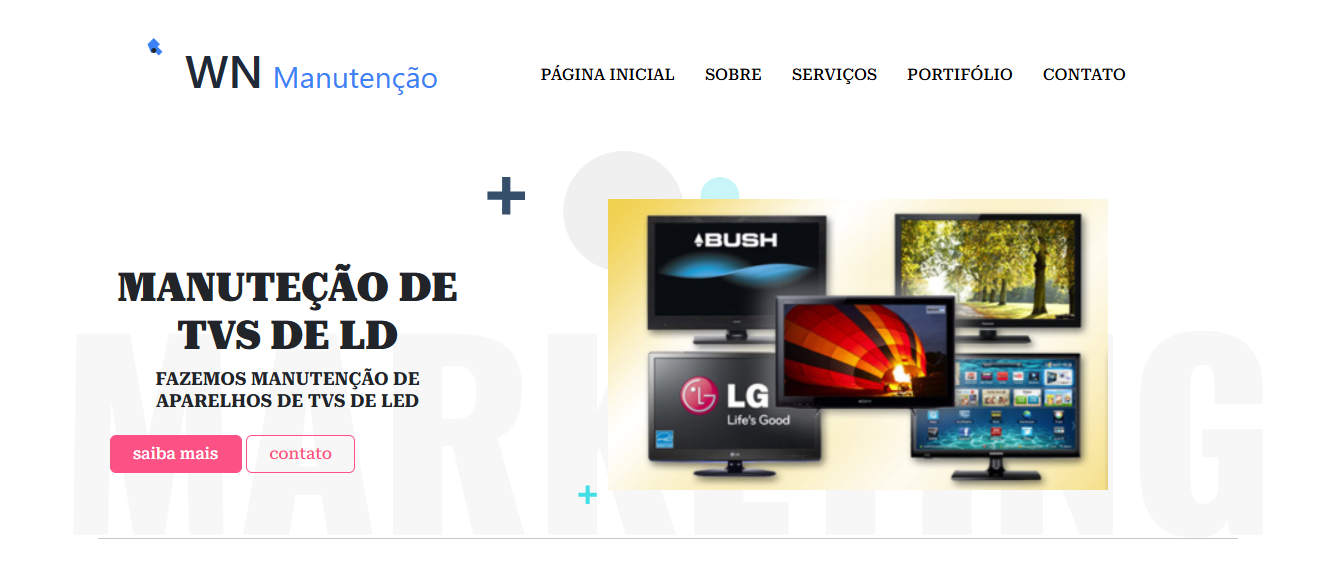 WN Manutenção
PÁGINA INICIAL SOBRE SERVIÇOS PORTIFÓLIO CONTATO
MARKETING
MANUTEÇÃO DE
TVS DE LD
FAZEMOS MANUTENÇÃO DE
APARELHOS DE TVS DE LED
saiba mais contato
BUSH
LG
Life's Good